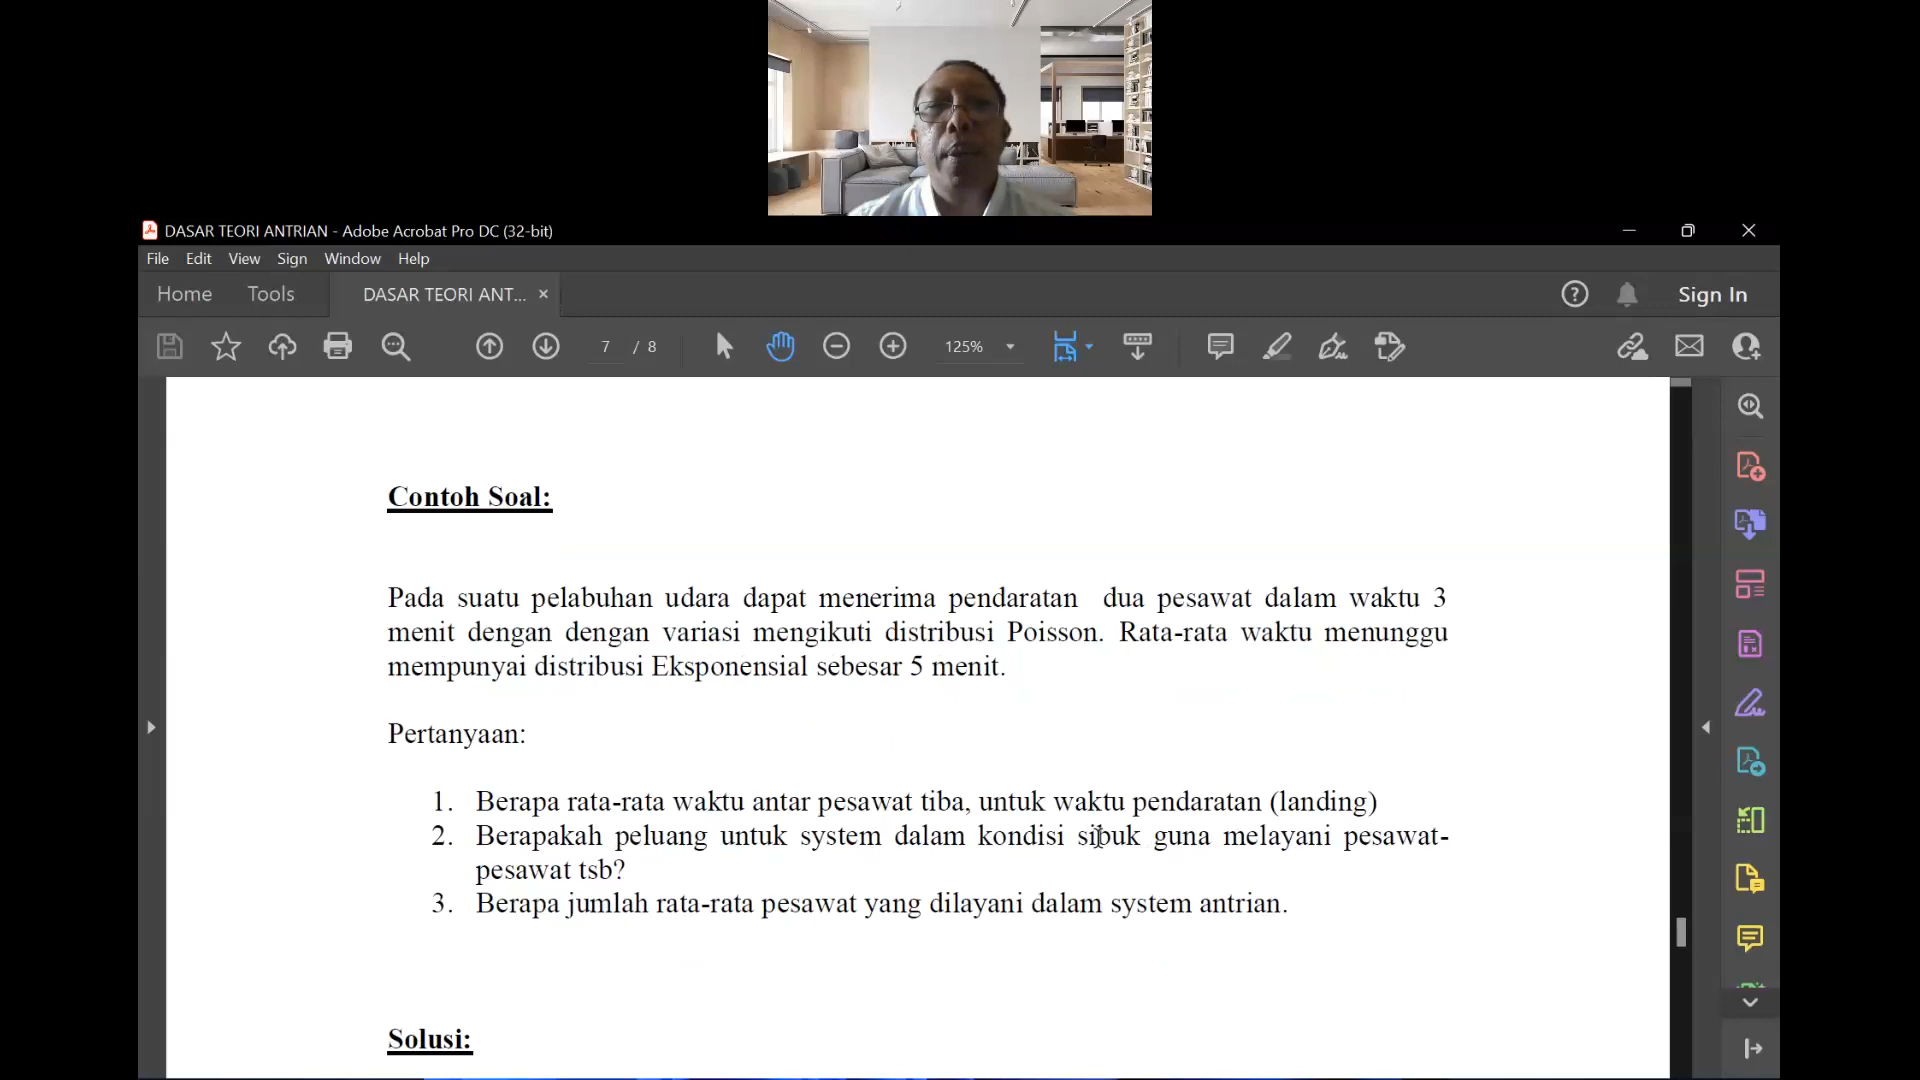 DASAR TEORI ANTRIAN - Adobe Acrobat Pro DC (32-bit)
File Edit View Sign Window Help
Home Tools DASAR TEORI ANT... × Sign In
7 / 8 125%
Contoh Soal:
Pada suatu pelabuhan udara dapat menerima pendaratan dua pesawat dalam waktu 3
menit dengan dengan variasi mengikuti distribusi Poisson. Rata-rata waktu menunggu
mempunyai distribusi Eksponensial sebesar 5 menit.
Pertanyaan:
1. Berapa rata-rata waktu antar pesawat tiba, untuk waktu pendaratan (landing)
2. Berapakah peluang untuk system dalam kondisi sibuk guna melayani pesawat-
pesawat tsb?
3. Berapa jumlah rata-rata pesawat yang dilayani dalam system antrian.
Solusi: